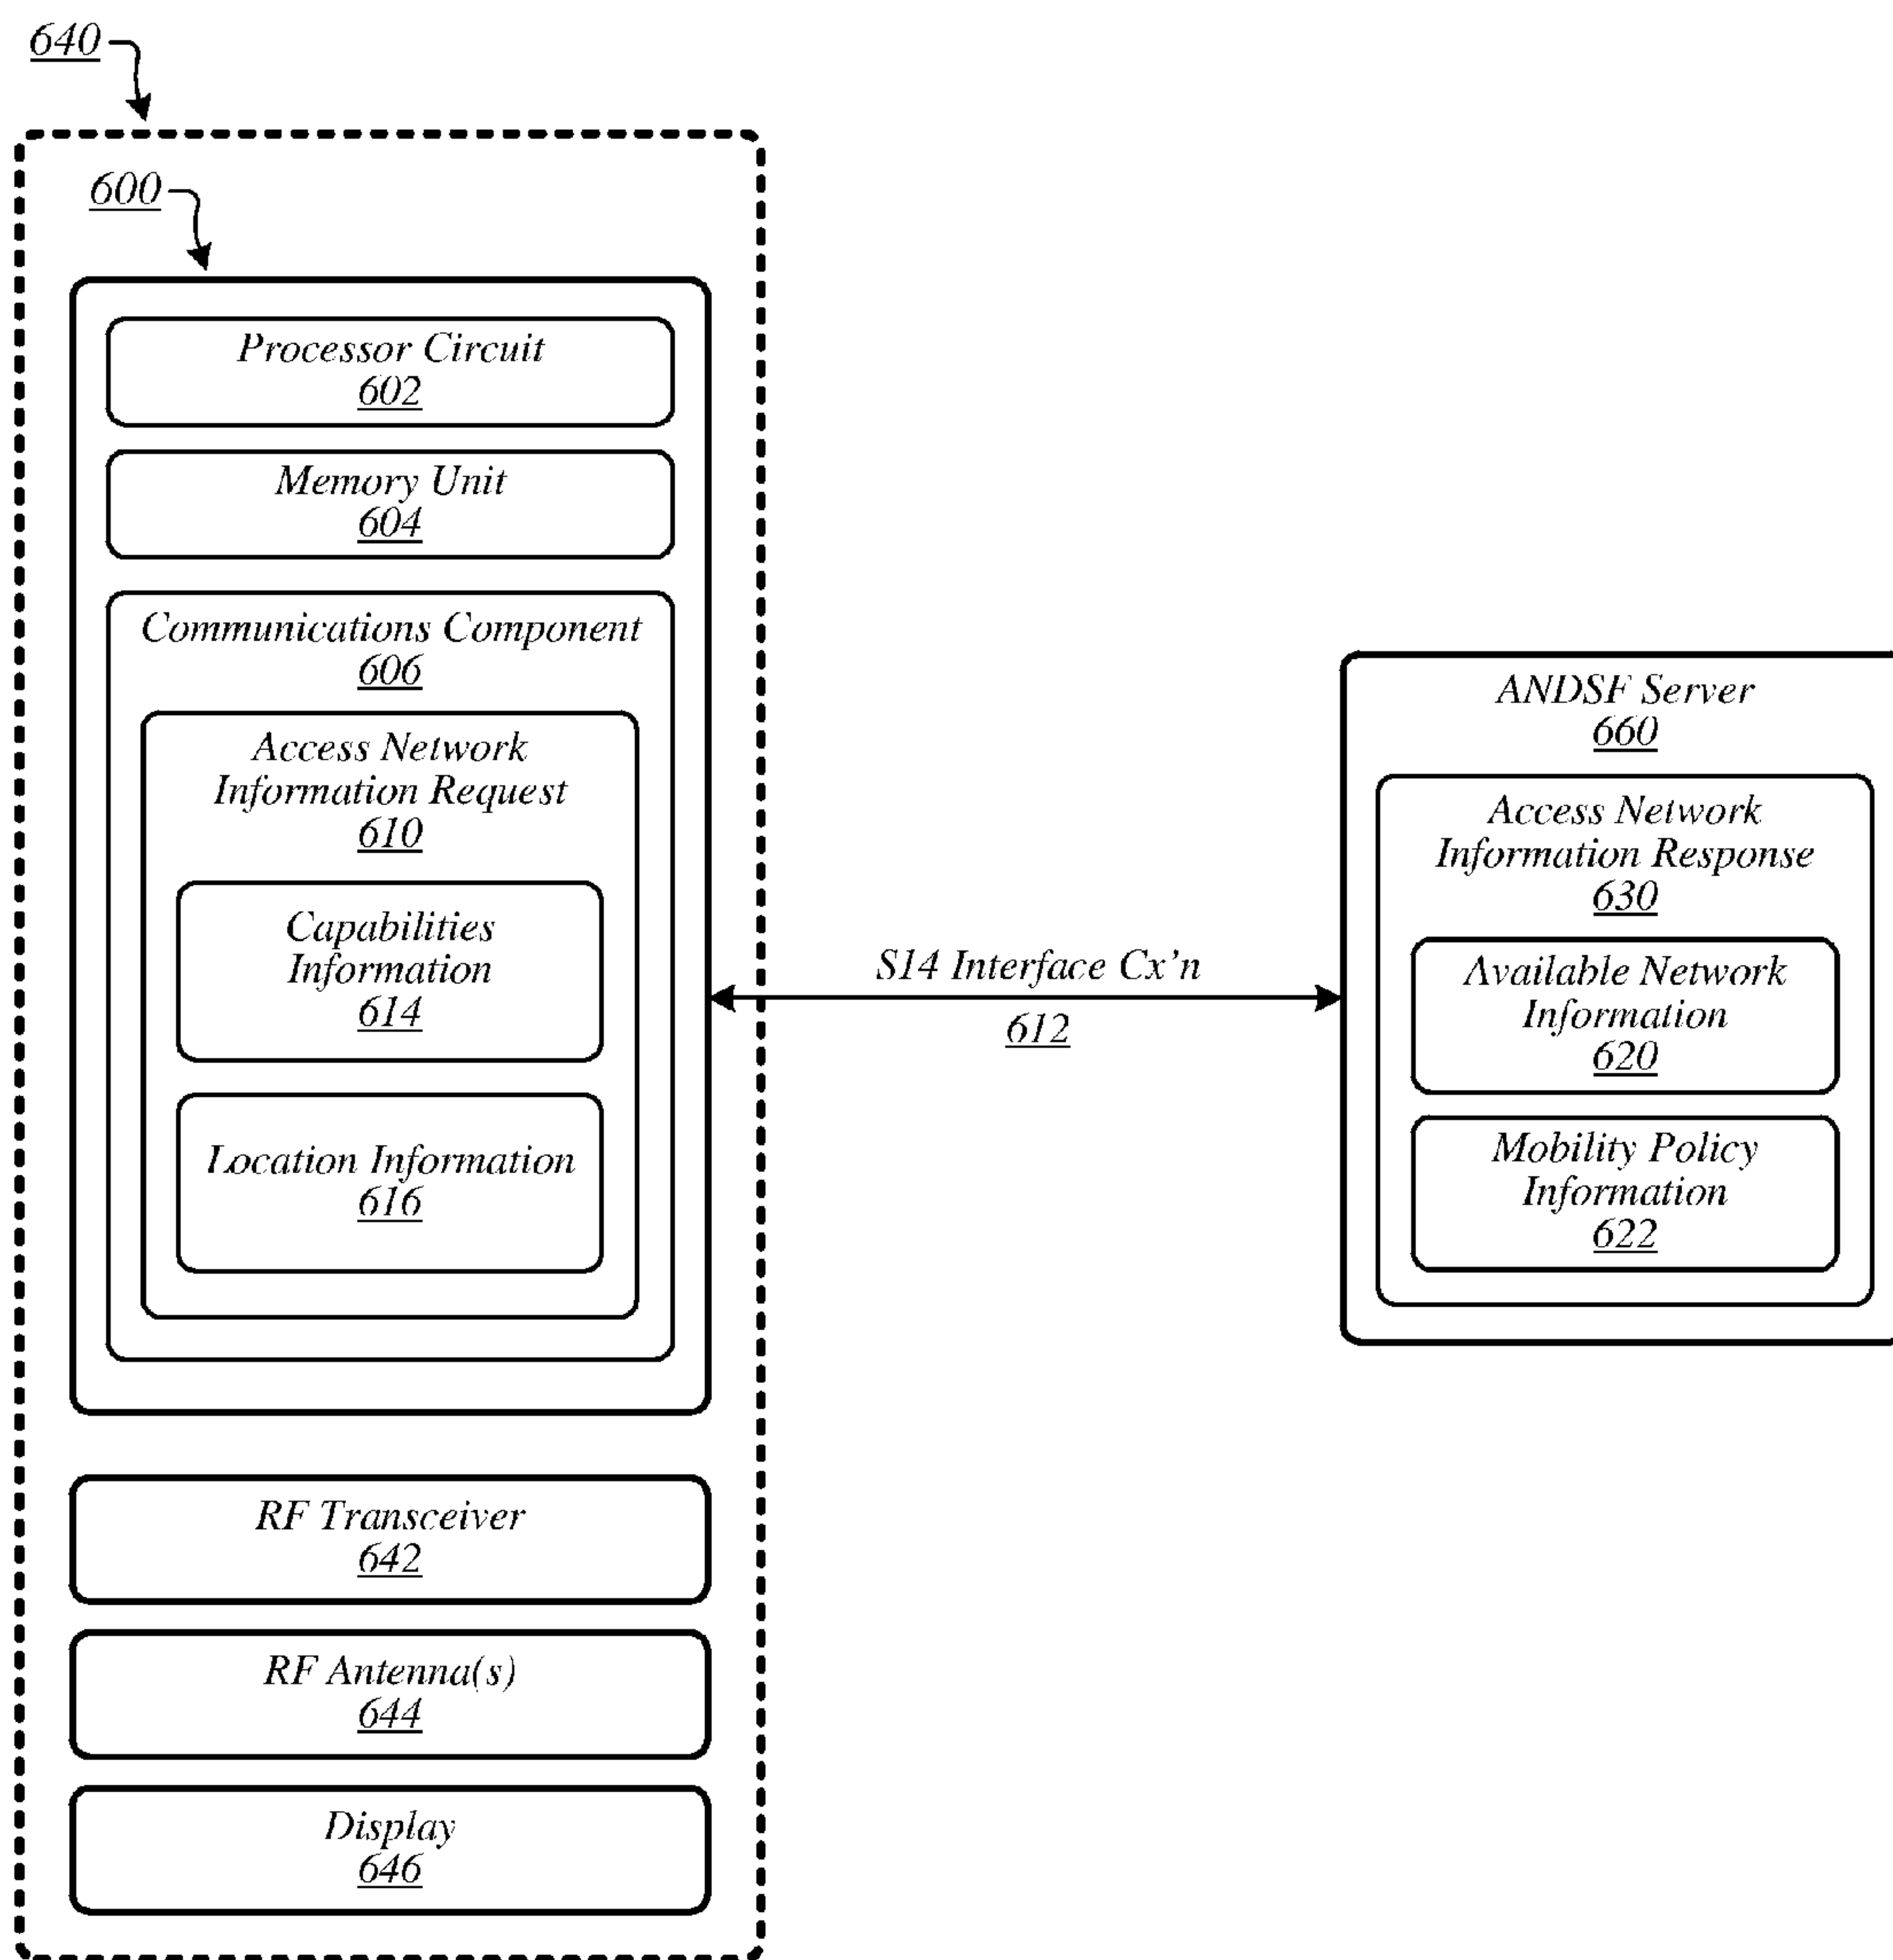 640
600
Processor Circuit
602
Memory Unit
604
Communications Component
606
Access Network
Information Request
610
Capabilities
Information
614
Location Information
616
RF Transceiver
642
RF Antenna(s)
644
Display
646
S14 Interface Cx'n
612
ANDSF Server
660
Access Network
Information Response
630
Available Network
Information
620
Mobility Policy
Information
622